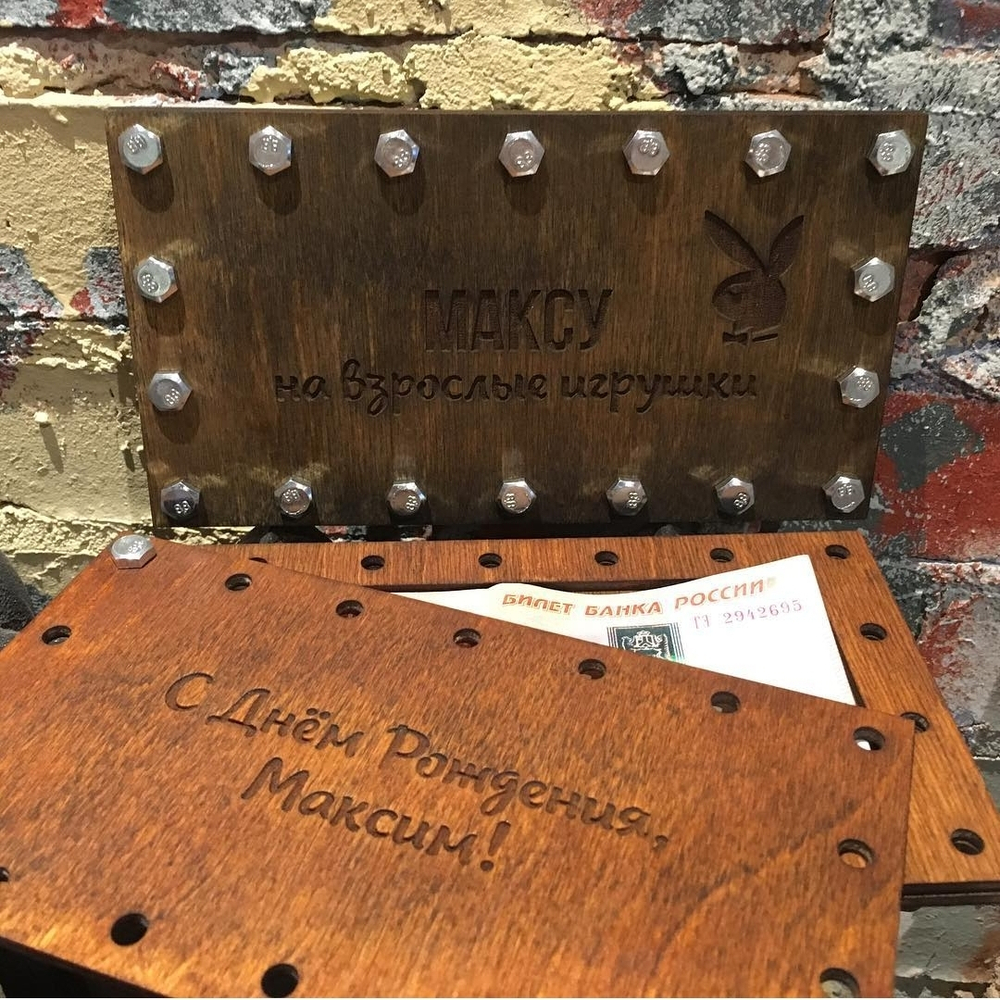 МАКСУ
на взрослые игрушки
БИЛЕТ БАНКА РОССИИ
ГЭ 2942695
С Днём Рождения,
Максим!